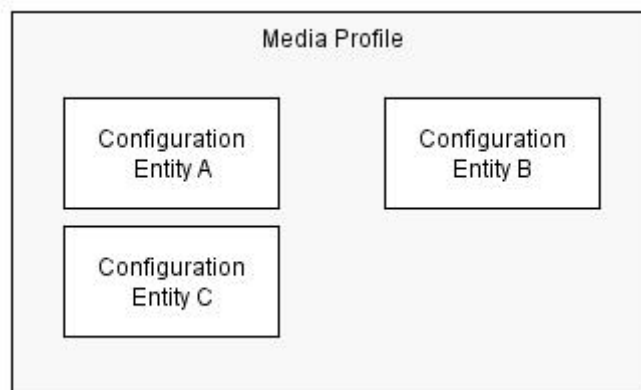 Media Profile
Configuration
Entity A
Configuration
Entity B
Configuration
Entity C